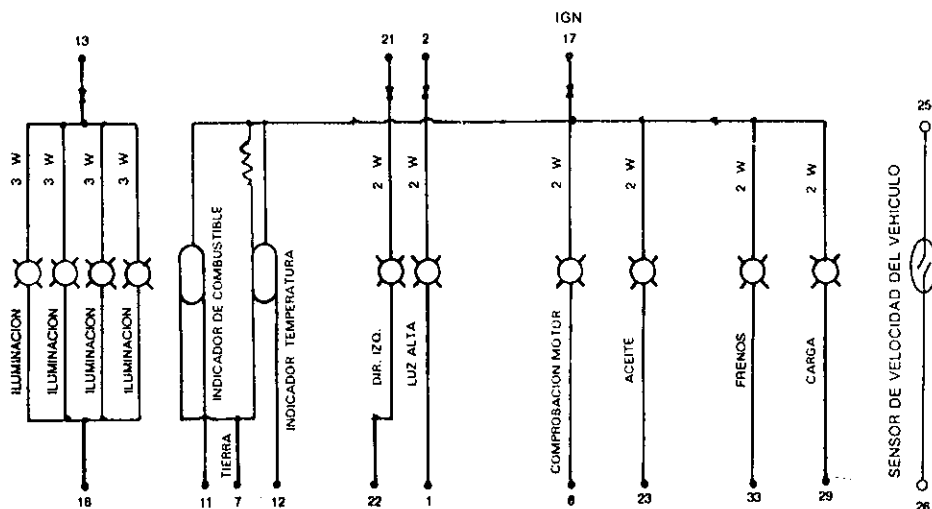 IGN
13
21
2
17
25
3 W
3 W
3 W
3 W
2 W
2 W
2 W
2 W
2 W
2 W
ILUMINACION
ILUMINACION
ILUMINACION
ILUMINACION
INDICADOR DE COMBUSTIBLE
TIERRA
INDICADOR TEMPERATURA
DIR. IZQ.
LUZ ALTA
COMPROBACION MOTOR
ACEITE
FRENOS
CARGA
SENSOR DE VELOCIDAD DEL VEHICULO
18
11
7
12
22
1
6
23
33
29
26